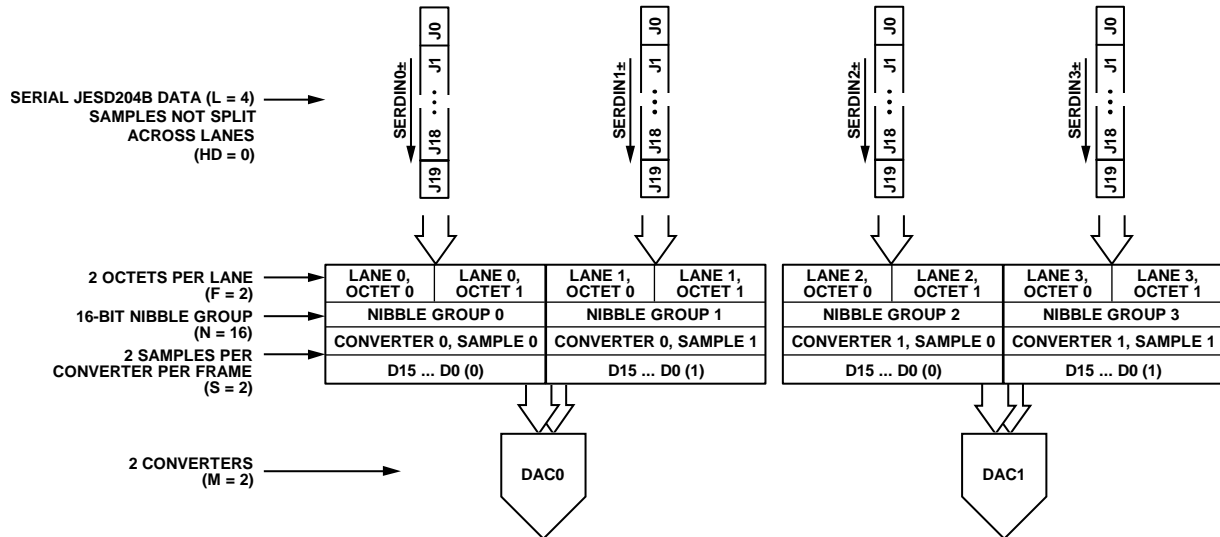 J0
J1
...
J18
J19
SERDIN0±
J0
J1
...
J18
J19
SERDIN1±
J0
J1
...
J18
J19
SERDIN2±
J0
J1
...
J18
J19
SERDIN3±
SERIAL JESD204B DATA (L = 4)
SAMPLES NOT SPLIT
ACROSS LANES
(HD = 0)
2 OCTETS PER LANE
(F = 2)
LANE 0,
OCTET 0
LANE 0,
OCTET 1
LANE 1,
OCTET 0
LANE 1,
OCTET 1
LANE 2,
OCTET 0
LANE 2,
OCTET 1
LANE 3,
OCTET 0
LANE 3,
OCTET 1
16-BIT NIBBLE GROUP
(N = 16)
NIBBLE GROUP 0
NIBBLE GROUP 1
NIBBLE GROUP 2
NIBBLE GROUP 3
2 SAMPLES PER
CONVERTER PER FRAME
(S = 2)
CONVERTER 0, SAMPLE 0
CONVERTER 0, SAMPLE 1
CONVERTER 1, SAMPLE 0
CONVERTER 1, SAMPLE 1
D15 ... D0 (0)
D15 ... D0 (1)
D15 ... D0 (0)
D15 ... D0 (1)
2 CONVERTERS
(M = 2)
DAC0
DAC1